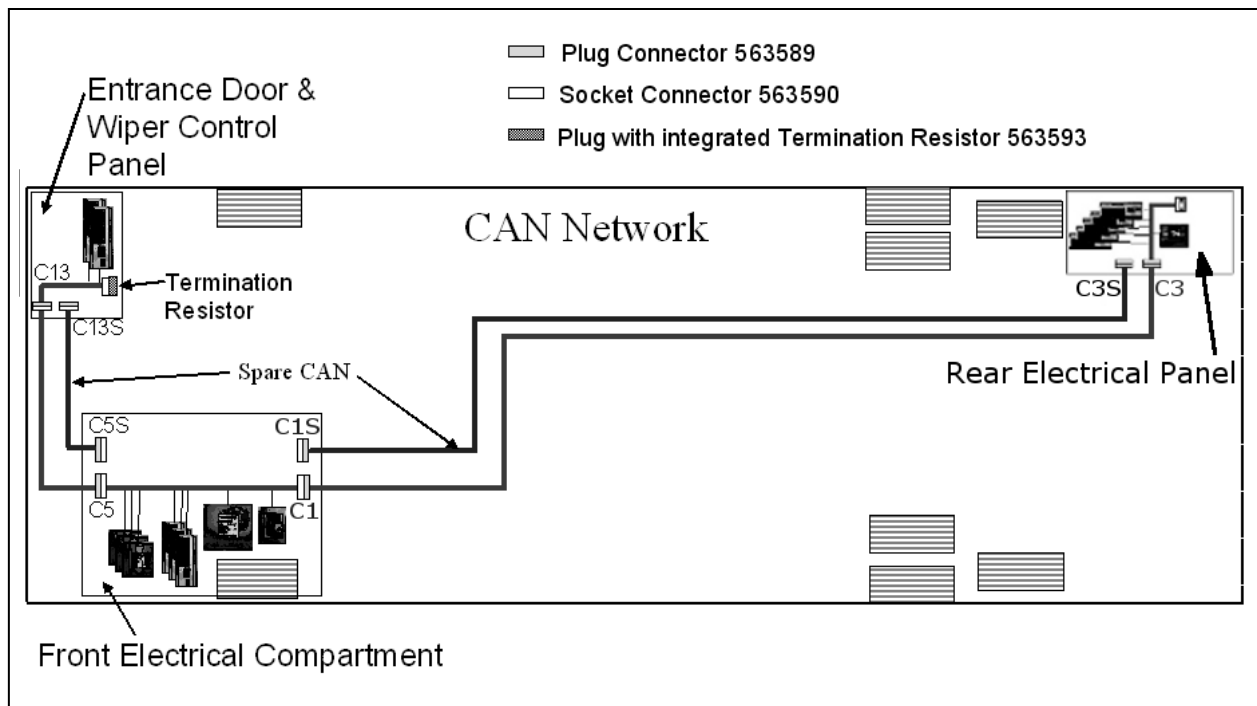 Plug Connector 563589
Socket Connector 563590
Plug with integrated Termination Resistor 563593
Entrance Door &
Wiper Control
Panel
CAN Network
C13
Termination
Resistor
C13S
C3S
C3
Rear Electrical Panel
Spare CAN
C5S
C1S
C5
C1
Front Electrical Compartment